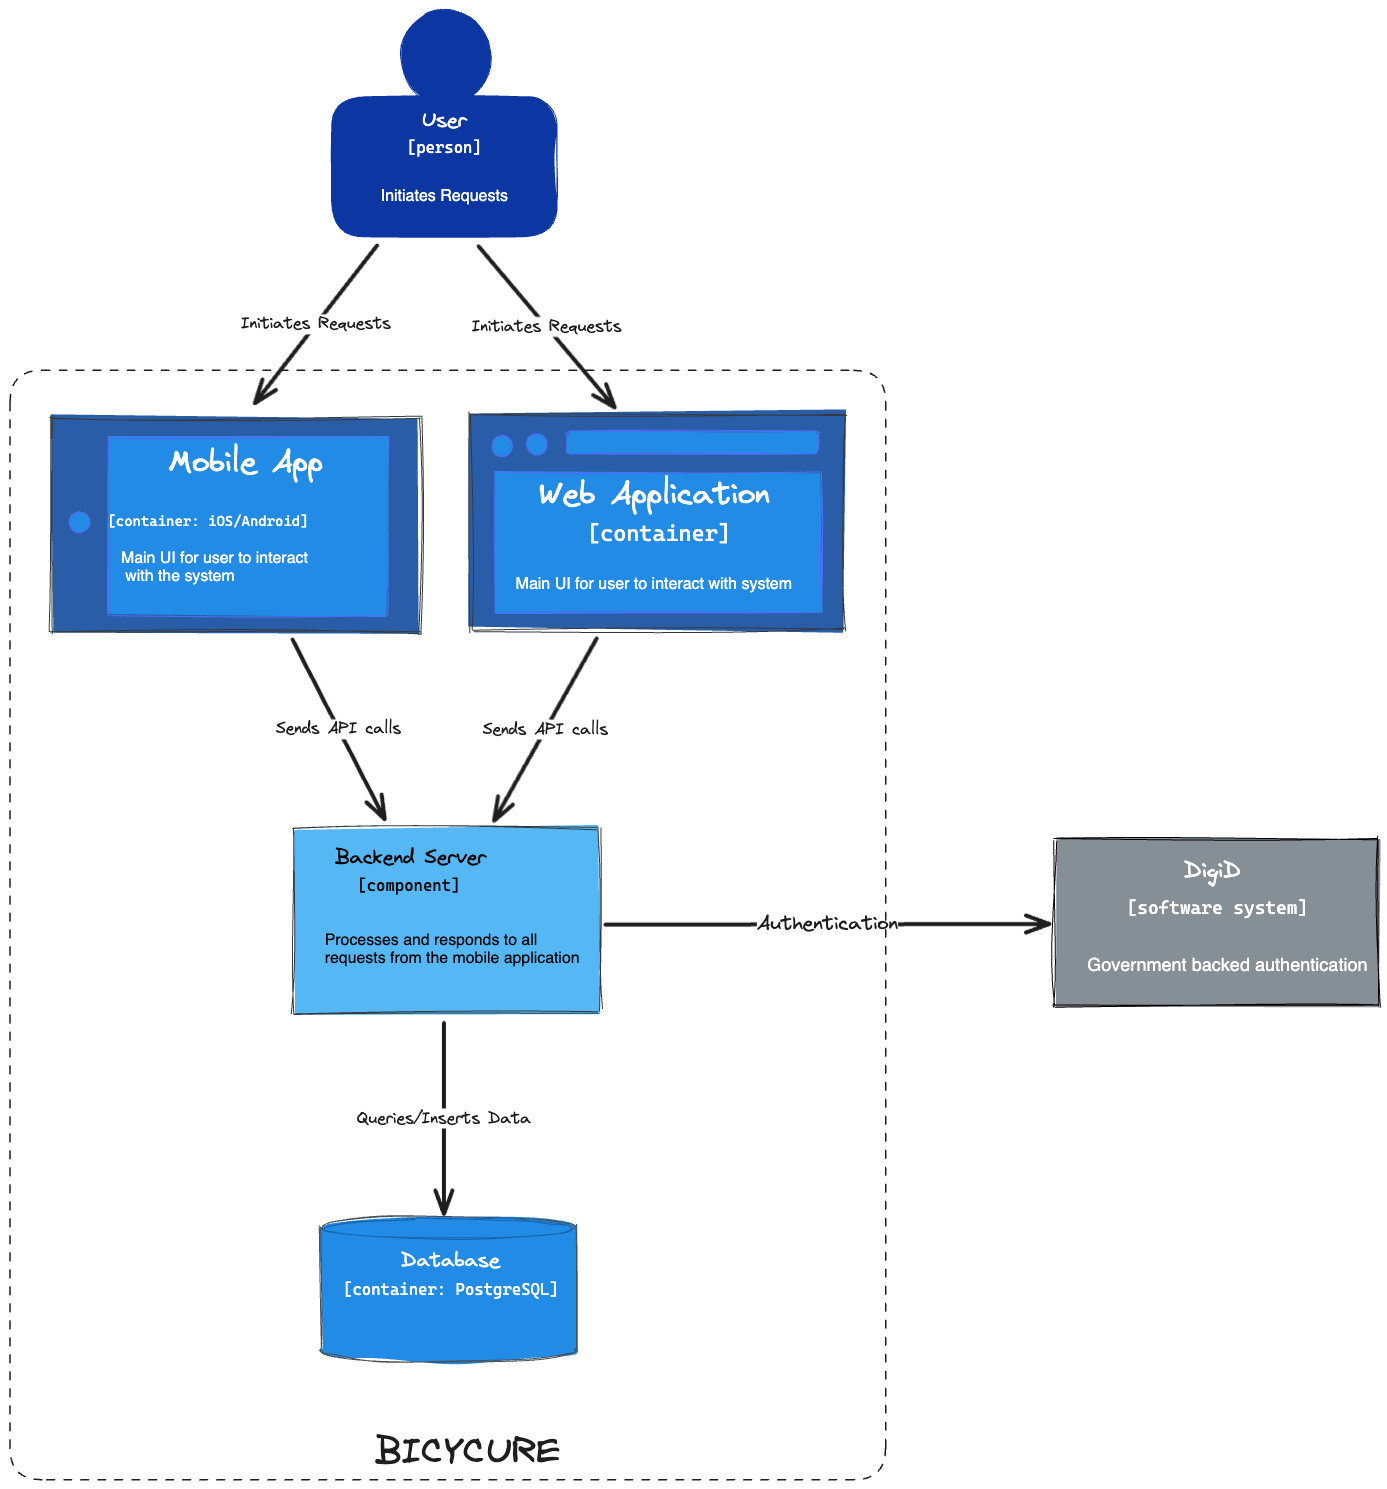 User
[person]
Initiates Requests
Initiates Requests
Initiates Requests
Mobile App
[container: iOS/Android]
Main UI for user to interact
with the system
Web Application
[container]
Main UI for user to interact with system
Sends API calls
Sends API calls
Backend Server
[component]
Processes and responds to all
requests from the mobile application
Authentication
DigiD
[software system]
Government backed authentication
Queries/Inserts Data
Database
[container: PostgreSQL]
BICYCURE